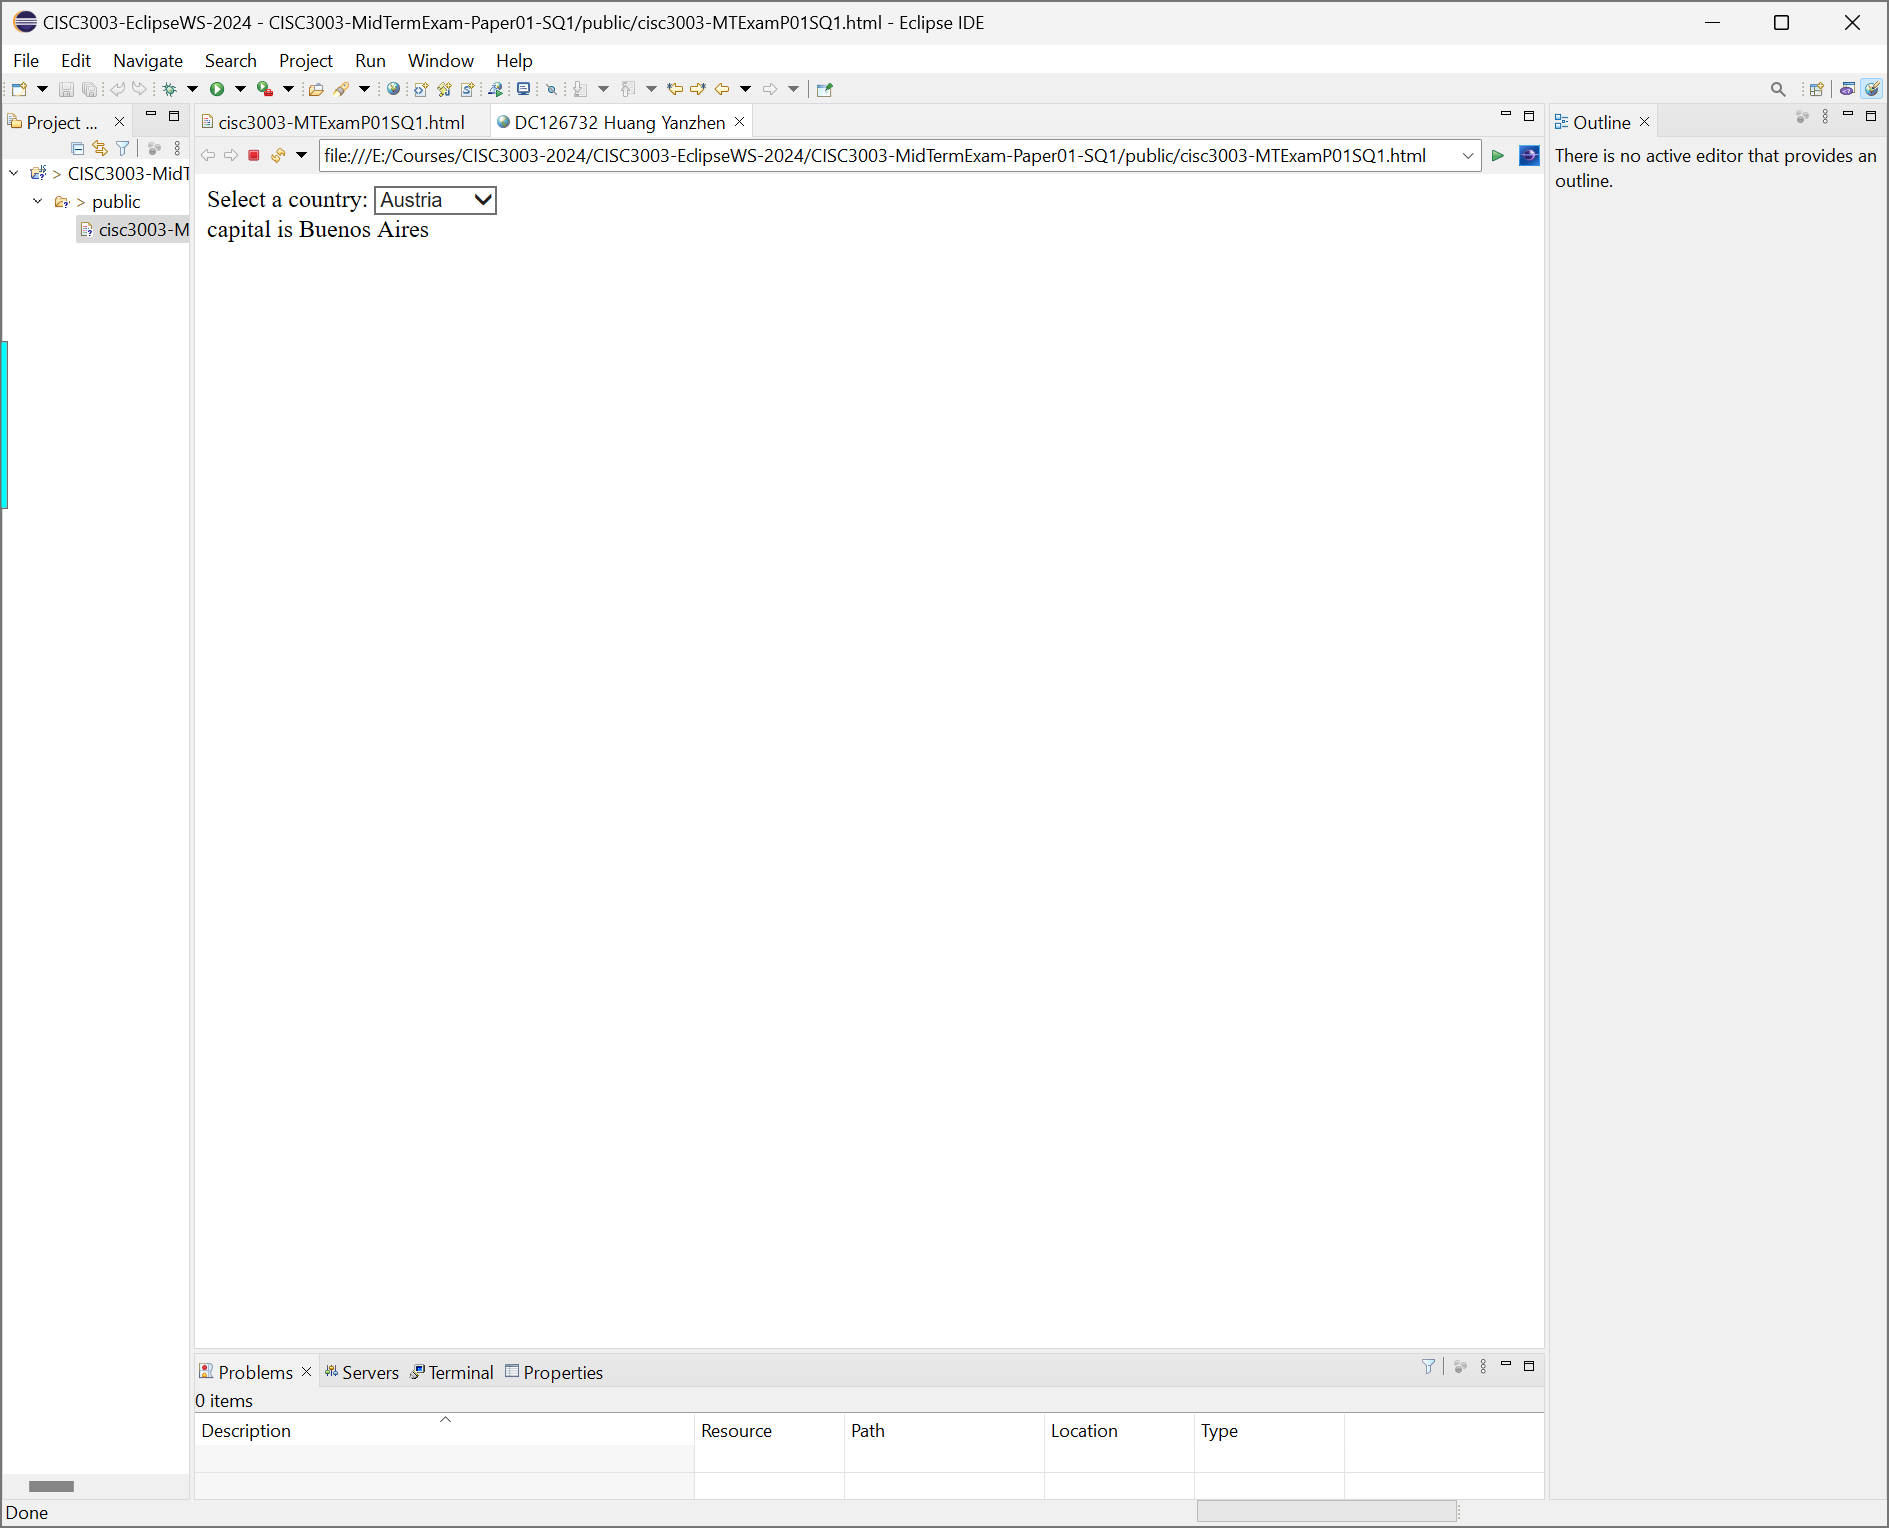 CISC3003-EclipseWS-2024 - CISC3003-MidTermExam-Paper01-SQ1/public/cisc3003-MTExamP01SQ1.html - Eclipse IDE
File Edit Navigate Search Project Run Window Help
Project ...
cisc3003-MTExamP01SQ1.html
DC126732 Huang Yanzhen
Outline
file:///E:/Courses/CISC3003-2024/CISC3003-EclipseWS-2024/CISC3003-MidTermExam-Paper01-SQ1/public/cisc3003-MTExamP01SQ1.html
There is no active editor that provides an
outline.
> CISC3003-MidT
> public
cisc3003-M
Select a country: Austria
capital is Buenos Aires
Problems Servers Terminal Properties
0 items
Description Resource Path Location Type
Done